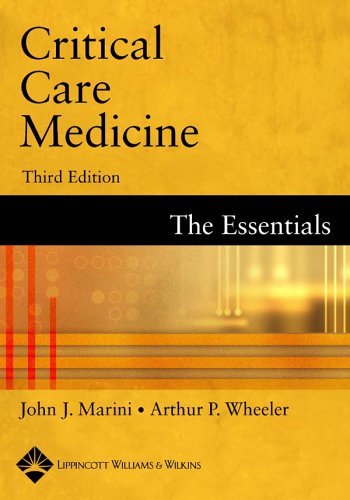 Critical
Care
Medicine
Third Edition
The Essentials
John J. Marini • Arthur P. Wheeler
LIPPINCOTT WILLIAMS & WILKINS